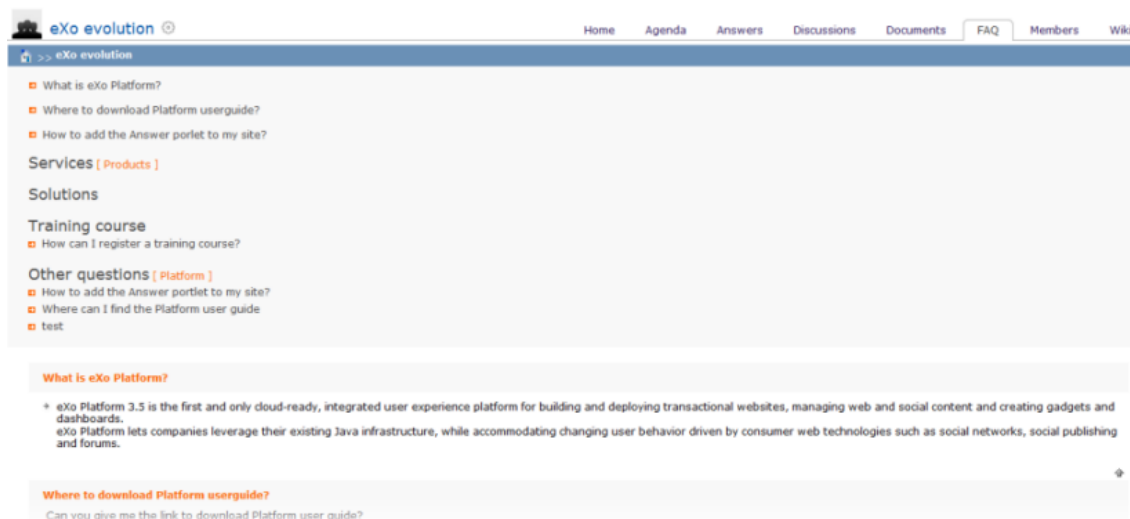 eXo evolution
Home Agenda Answers Discussions Documents FAQ Members Wiki
>> eXo evolution
What is eXo Platform?
Where to download Platform userguide?
How to add the Answer porlet to my site?
Services [ Products ]
Solutions
Training course
How can I register a training course?
Other questions [ Platform ]
How to add the Answer portlet to my site?
Where can I find the Platform user guide
test
What is eXo Platform?
eXo Platform 3.5 is the first and only cloud-ready, integrated user experience platform for building and deploying transactional websites, managing web and social content and creating gadgets and
dashboards.
eXo Platform lets companies leverage their existing Java infrastructure, while accommodating changing user behavior driven by consumer web technologies such as social networks, social publishing
and forums.
Where to download Platform userguide?
Can you give me the link to download Platform user guide?